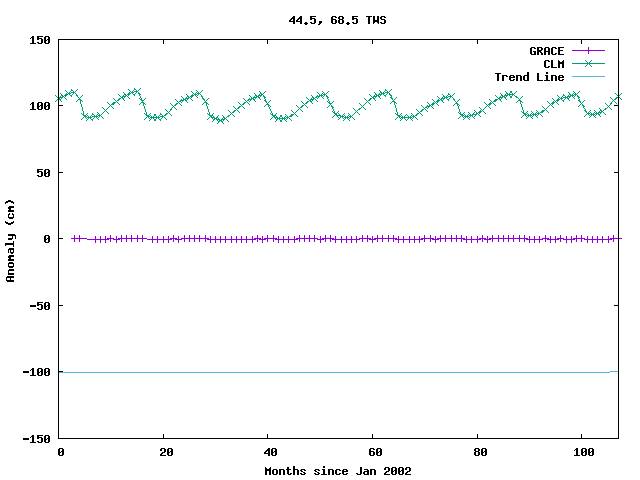 44.5, 68.5 TWS
150
100
50
0
-50
-100
-150
Anomaly (cm)
GRACE
CLM
Trend Line
0 20 40 60 80 100
Months since Jan 2002